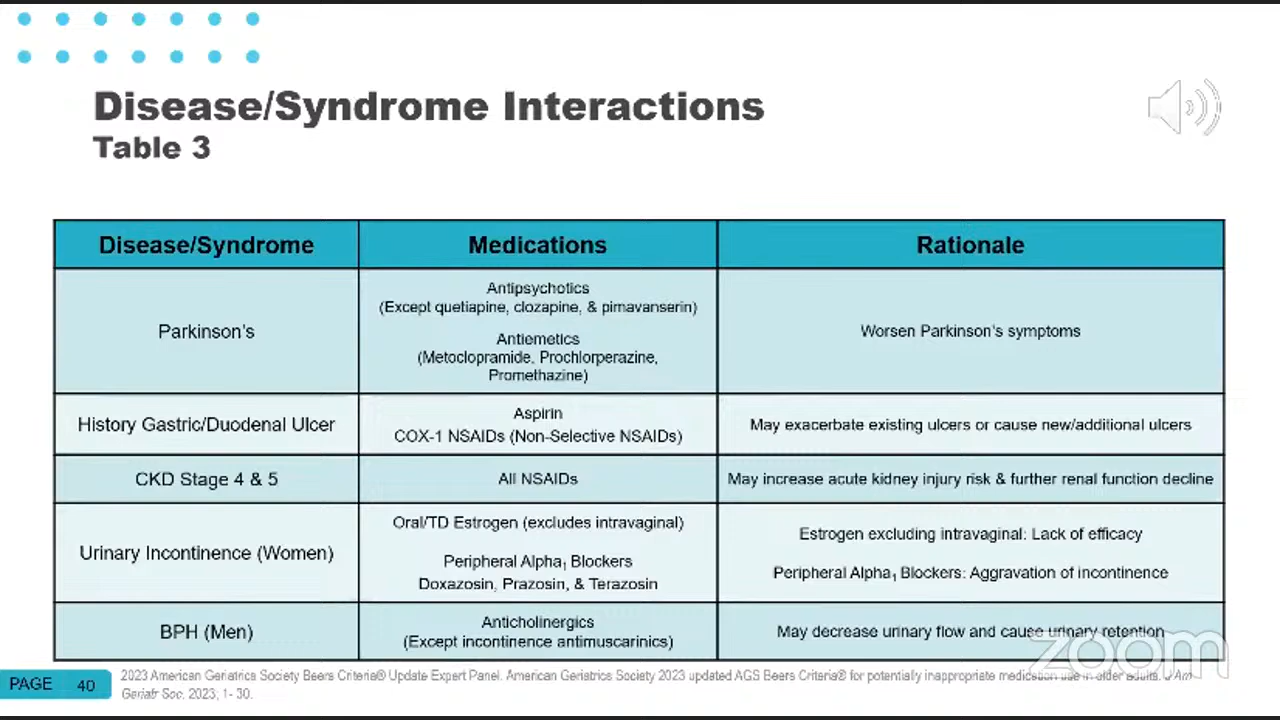 Disease/Syndrome Interactions
Table 3
Disease/Syndrome
Medications
Rationale
Parkinson's
Antipsychotics
(Except quetiapine, clozapine, & pimavanserin)
Antiemetics
(Metoclopramide, Prochlorperazine,
Promethazine)
Worsen Parkinson's symptoms
History Gastric/Duodenal Ulcer
Aspirin
COX-1 NSAIDs (Non-Selective NSAIDs)
May exacerbate existing ulcers or cause new/additional ulcers
CKD Stage 4 & 5
All NSAIDs
May increase acute kidney injury risk & further renal function decline
Urinary Incontinence (Women)
Oral/TD Estrogen (excludes intravaginal)
Peripheral Alpha₁ Blockers
Doxazosin, Prazosin, & Terazosin
Estrogen excluding intravaginal: Lack of efficacy
Peripheral Alpha₁ Blockers: Aggravation of incontinence
BPH (Men)
Anticholinergics
(Except incontinence antimuscarinics)
May decrease urinary flow and cause urinary retention
zoom
PAGE 40
2023 American Geriatrics Society Beers Criteria® Update Expert Panel. American Geriatrics Society 2023 updated AGS Beers Criteria® for potentially inappropriate medication use in older adults. J Am
Geriatr Soc. 2023; 1- 30.